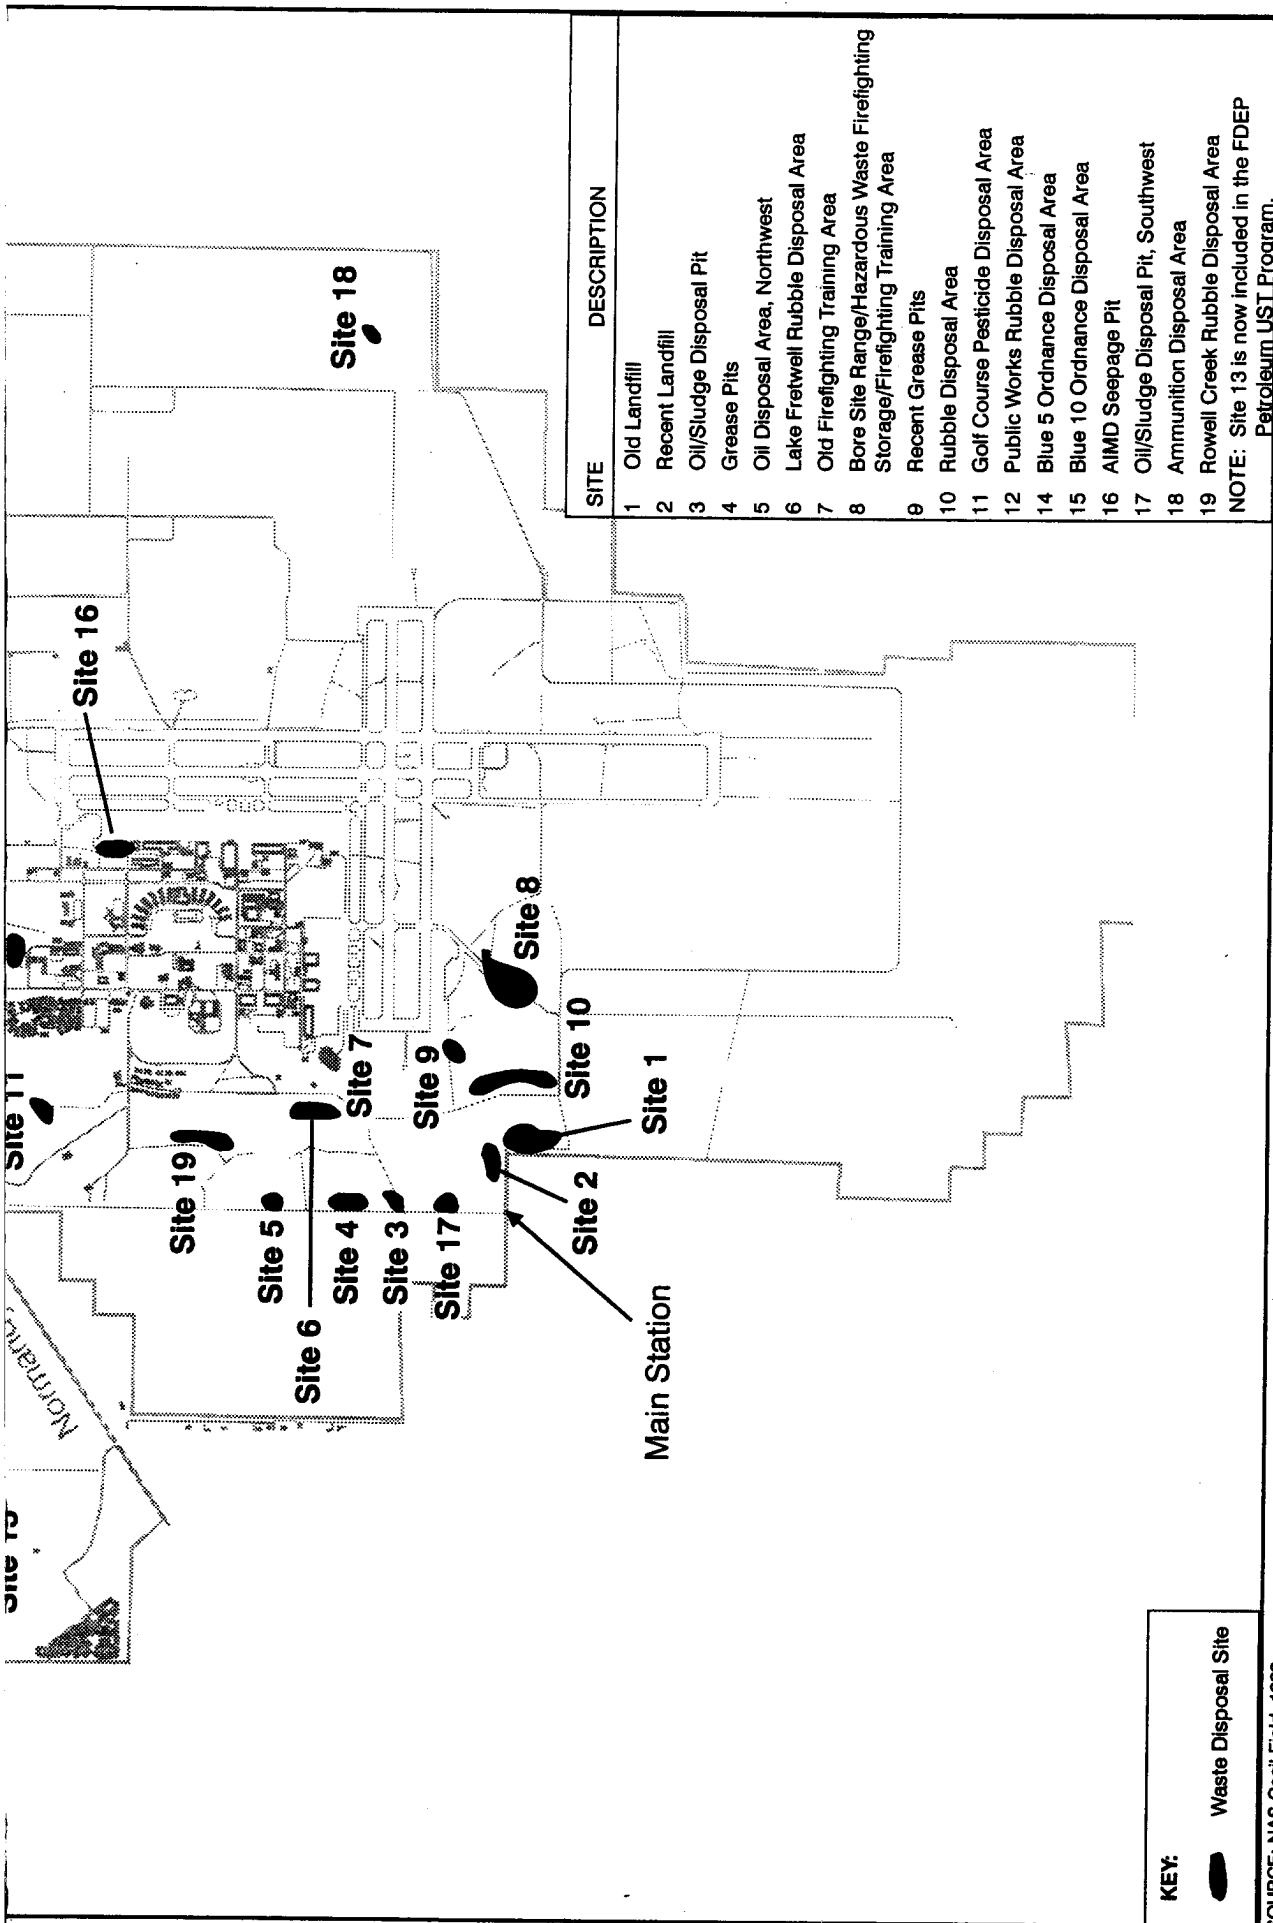 Site 11
Site 16
Site 18
Site 19
Site 5
Site 6
Site 4
Site 3
Site 17
Site 7
Site 9
Site 8
Site 10
Site 1
Site 2
Main Station
SITE DESCRIPTION
1 Old Landfill
2 Recent Landfill
3 Oil/Sludge Disposal Pit
4 Grease Pits
5 Oil Disposal Area, Northwest
6 Lake Fretwell Rubble Disposal Area
7 Old Firefighting Training Area
8 Bore Site Range/Hazardous Waste Firefighting
Storage/Firefighting Training Area
9 Recent Grease Pits
10 Rubble Disposal Area
11 Golf Course Pesticide Disposal Area
12 Public Works Rubble Disposal Area
14 Blue 5 Ordnance Disposal Area
15 Blue 10 Ordnance Disposal Area
16 AIMD Seepage Pit
17 Oil/Sludge Disposal Pit, Southwest
18 Ammunition Disposal Area
19 Rowell Creek Rubble Disposal Area
NOTE: Site 13 is now included in the FDEP
Petroleum UST Program.
KEY:
Waste Disposal Site